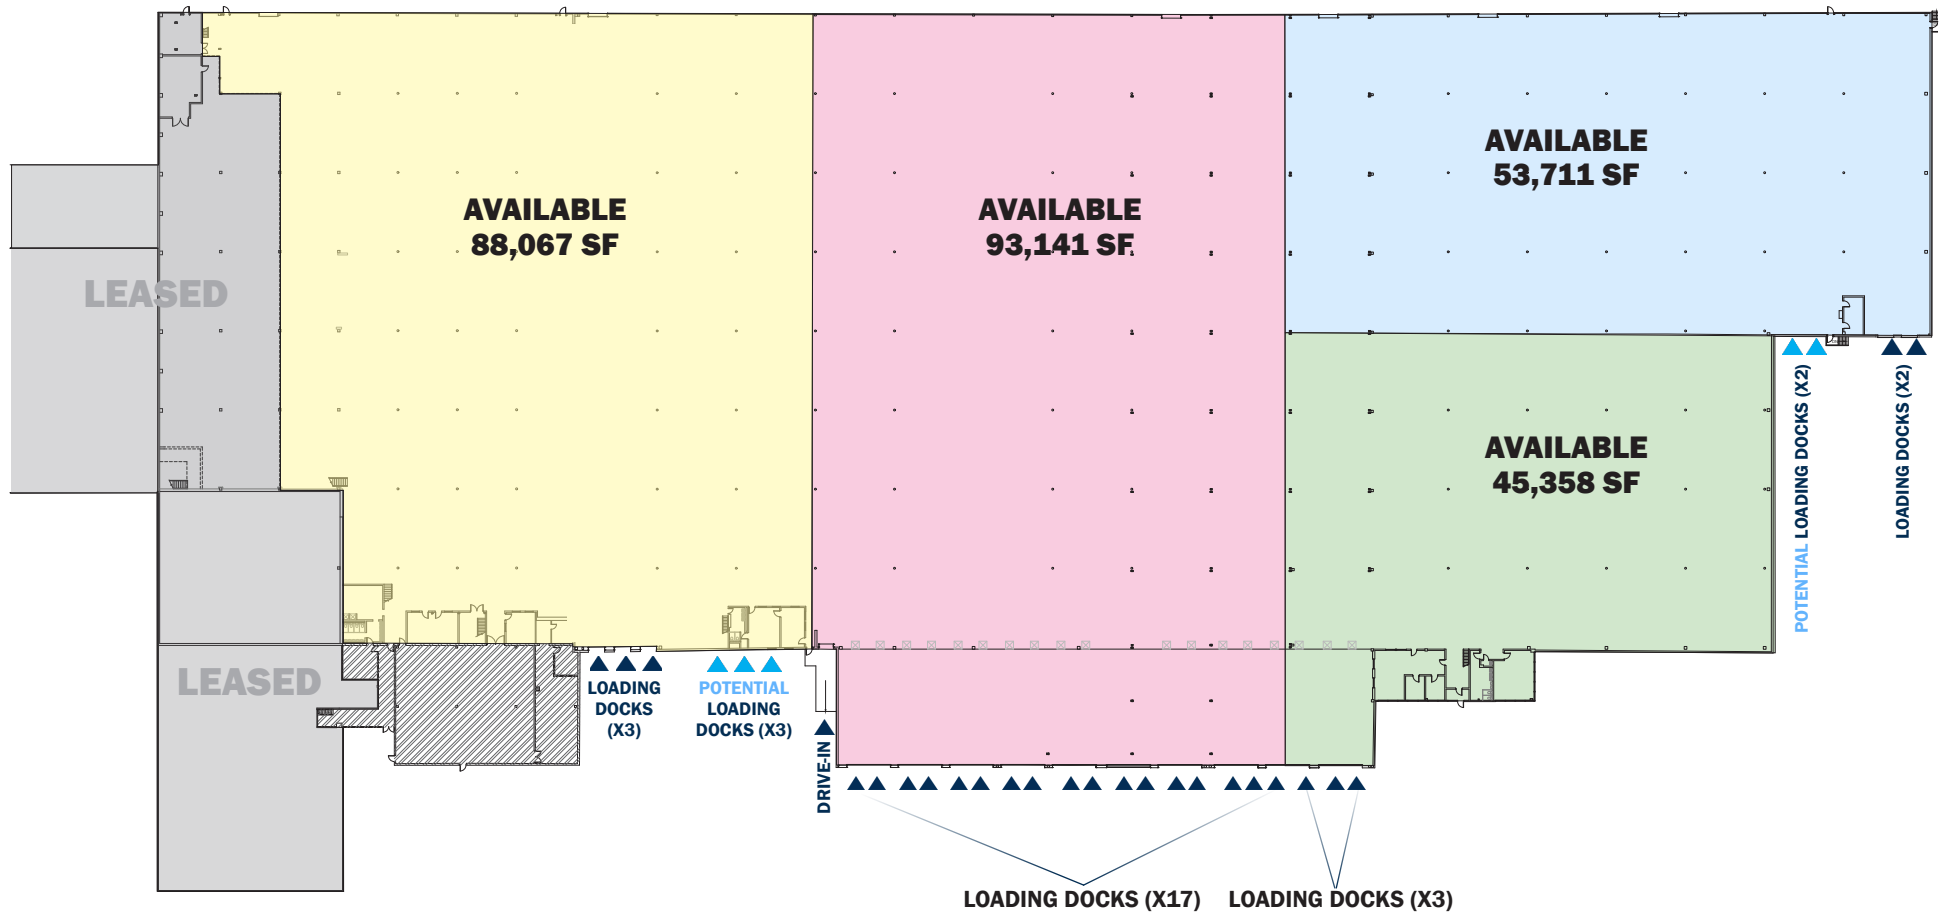 AVAILABLE
88,067 SF
AVAILABLE
93,141 SF
AVAILABLE
53,711 SF
LEASED
AVAILABLE
45,358 SF
POTENTIAL LOADING DOCKS (X2)
LOADING DOCKS (X2)
LEASED
LOADING
DOCKS
(X3)
POTENTIAL
LOADING
DOCKS (X3)
DRIVE-IN
LOADING DOCKS (X17)
LOADING DOCKS (X3)